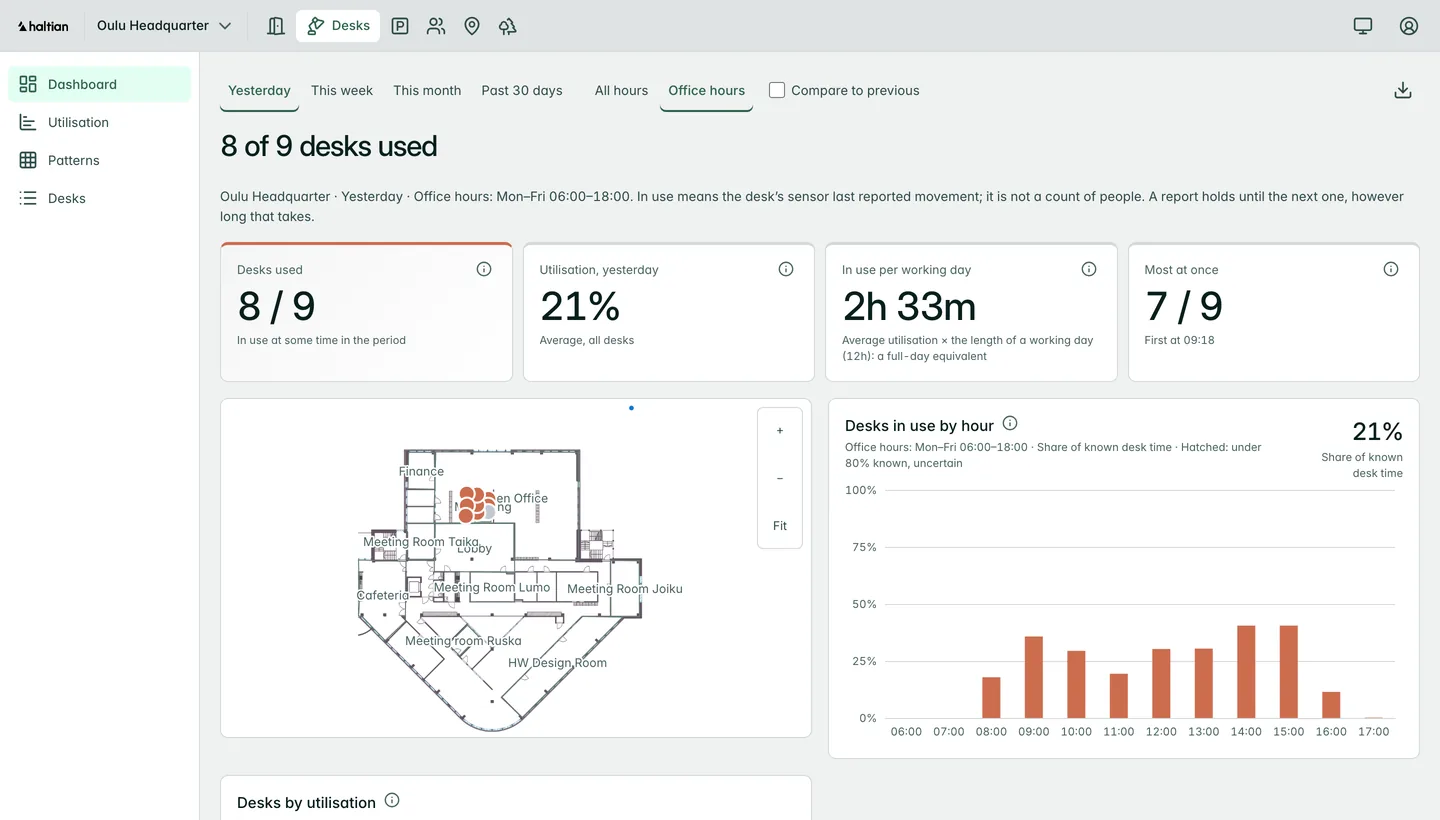 haltian
Oulu Headquarter
Desks
Dashboard
Utilisation
Patterns
Desks
Yesterday
This week
This month
Past 30 days
All hours
Office hours
Compare to previous
8 of 9 desks used
Oulu Headquarter · Yesterday · Office hours: Mon–Fri 06:00–18:00. In use means the desk’s sensor last reported movement; it is not a count of people. A report holds until the next one, however
long that takes.
Desks used
8 / 9
In use at some time in the period
Utilisation, yesterday
21%
Average, all desks
In use per working day
2h 33m
Average utilisation × the length of a working day
(12h): a full-day equivalent
Most at once
7 / 9
First at 09:18
+
−
Fit
Finance
en Office
ng
Meeting Room Taika
Lobby
Cafeteria
Meeting Room Lumo
Meeting Room Joiku
Meeting room Ruska
HW Design Room
Desks in use by hour
Office hours: Mon–Fri 06:00–18:00 · Share of known desk time · Hatched: under
80% known, uncertain
21%
Share of known
desk time
100%
75%
50%
25%
0%
06:00 07:00 08:00 09:00 10:00 11:00 12:00 13:00 14:00 15:00 16:00 17:00
Desks by utilisation